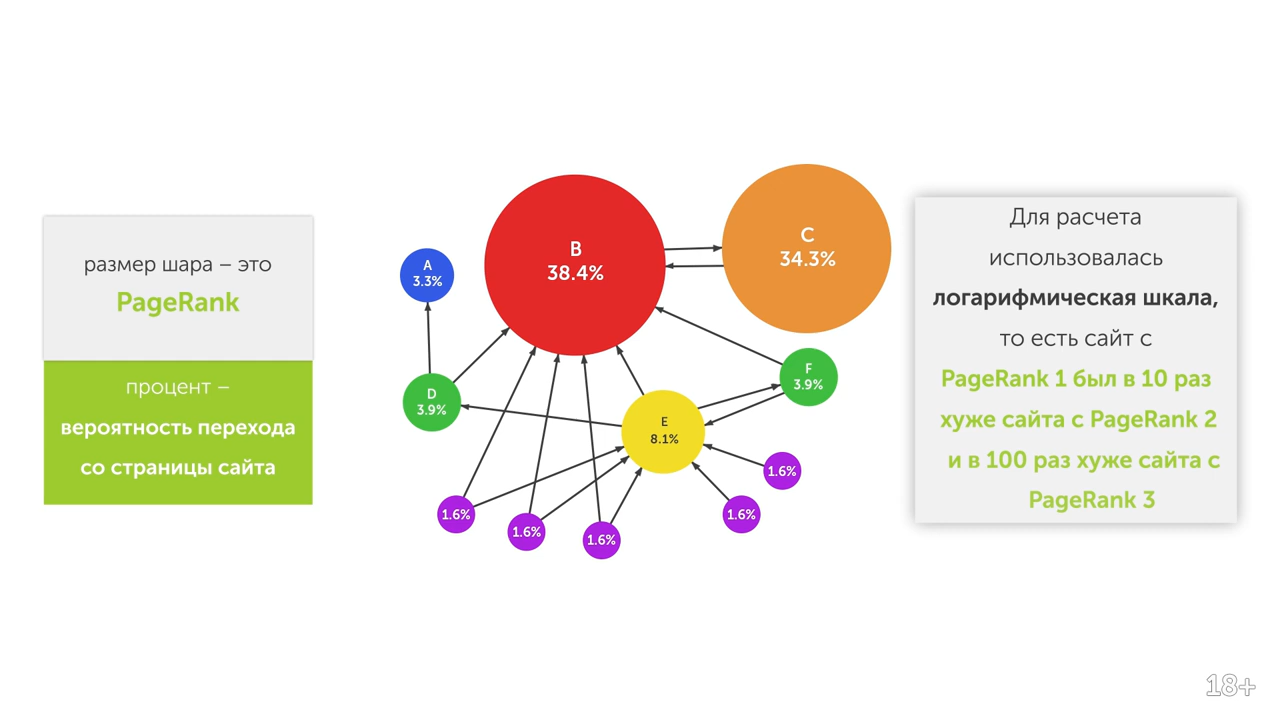 размер шара – это
PageRank
процент –
вероятность перехода
со страницы сайта
A
3.3%
B
38.4%
C
34.3%
D
3.9%
E
8.1%
F
3.9%
1.6%
1.6%
1.6%
1.6%
1.6%
Для расчета
использовалась
логарифмическая шкала,
то есть сайт с
PageRank 1 был в 10 раз
хуже сайта с PageRank 2
и в 100 раз хуже сайта с
PageRank 3
18+